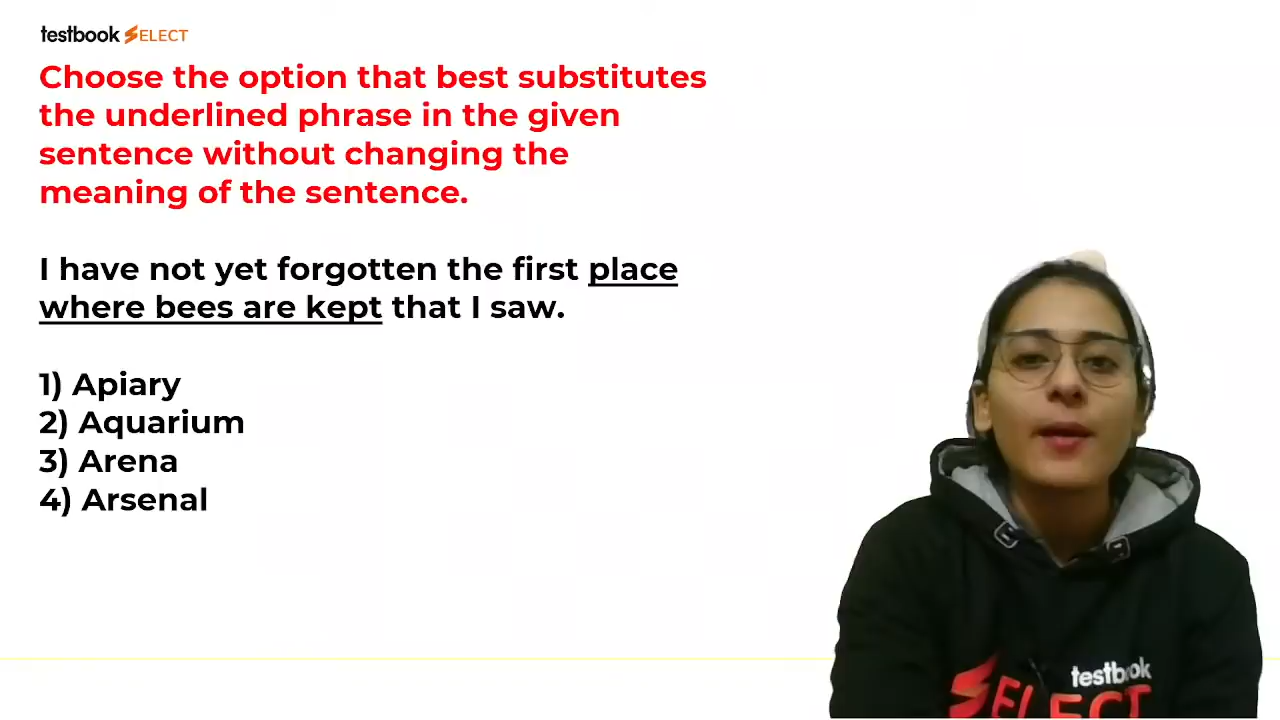 testbook SELECT
Choose the option that best substitutes
the underlined phrase in the given
sentence without changing the
meaning of the sentence.
I have not yet forgotten the first place
where bees are kept that I saw.
1) Apiary
2) Aquarium
3) Arena
4) Arsenal
testbook
SELECT